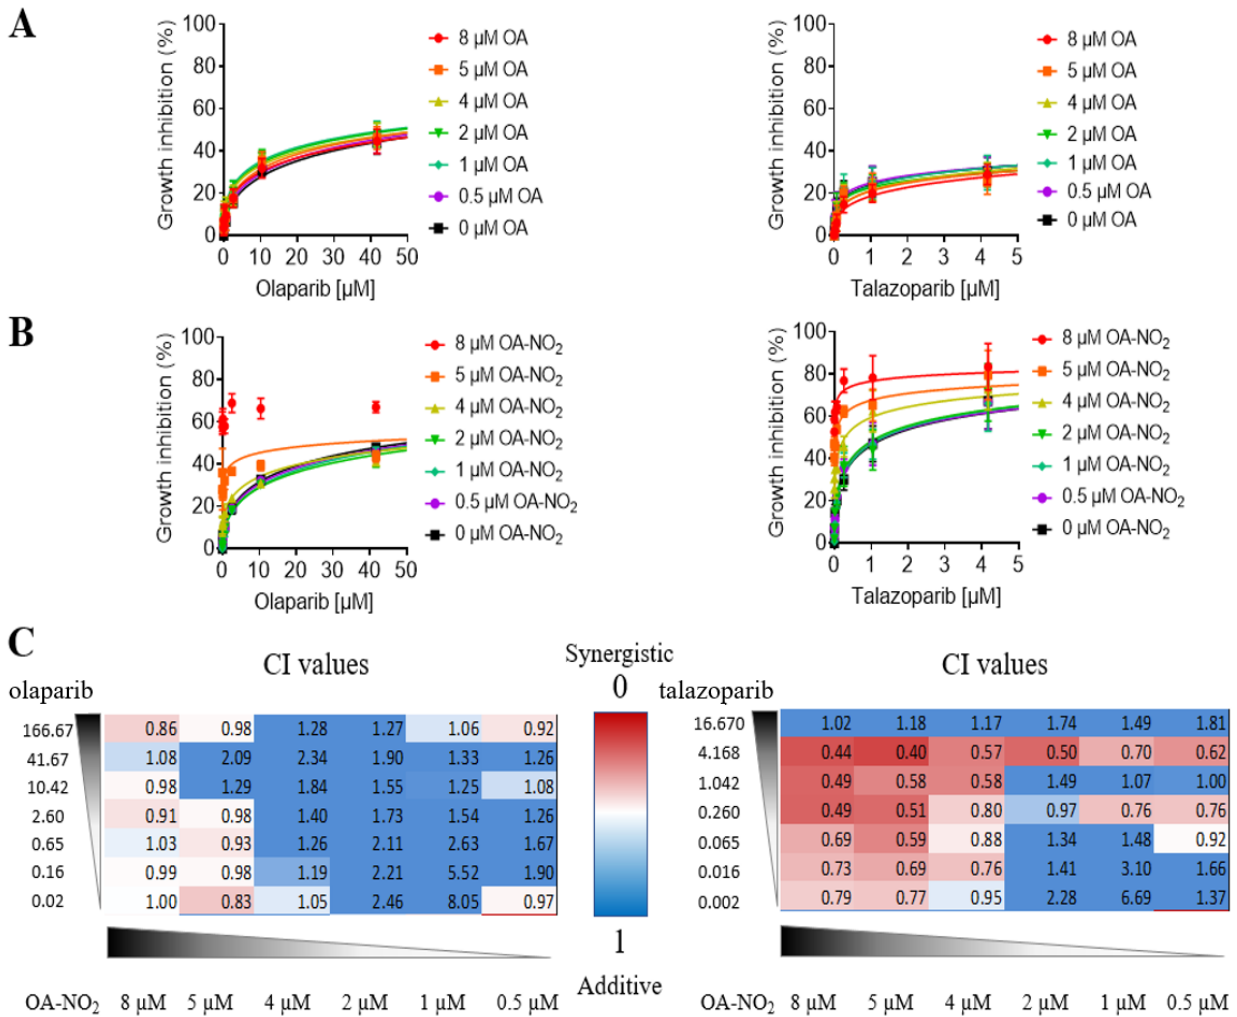 A
Growth inhibition (%)
100
80
60
40
20
0
0 10 20 30 40 50
Olaparib [µM]
8 µM OA
5 µM OA
4 µM OA
2 µM OA
1 µM OA
0.5 µM OA
0 µM OA
Growth inhibition (%)
100
80
60
40
20
0
0 1 2 3 4 5
Talazoparib [µM]
8 µM OA
5 µM OA
4 µM OA
2 µM OA
1 µM OA
0.5 µM OA
0 µM OA
B
Growth inhibition (%)
100
80
60
40
20
0
0 10 20 30 40 50
Olaparib [µM]
8 µM OA-NO2
5 µM OA-NO2
4 µM OA-NO2
2 µM OA-NO2
1 µM OA-NO2
0.5 µM OA-NO2
0 µM OA-NO2
Growth inhibition (%)
100
80
60
40
20
0
0 1 2 3 4 5
Talazoparib [µM]
8 µM OA-NO2
5 µM OA-NO2
4 µM OA-NO2
2 µM OA-NO2
1 µM OA-NO2
0.5 µM OA-NO2
0 µM OA-NO2
C
CI values
olaparib
166.67 0.86 0.98 1.28 1.27 1.06 0.92
41.67 1.08 2.09 2.34 1.90 1.33 1.26
10.42 0.98 1.29 1.84 1.55 1.25 1.08
2.60 0.91 0.98 1.40 1.73 1.54 1.26
0.65 1.03 0.93 1.26 2.11 2.63 1.67
0.16 0.99 0.98 1.19 2.21 5.52 1.90
0.02 1.00 0.83 1.05 2.46 8.05 0.97
OA-NO2 8 µM 5 µM 4 µM 2 µM 1 µM 0.5 µM
Synergistic
0
1
Additive
CI values
talazoparib
16.670 1.02 1.18 1.17 1.74 1.49 1.81
4.168 0.44 0.40 0.57 0.50 0.70 0.62
1.042 0.49 0.58 0.58 1.49 1.07 1.00
0.260 0.49 0.51 0.80 0.97 0.76 0.76
0.065 0.69 0.59 0.88 1.34 1.48 0.92
0.016 0.73 0.69 0.76 1.41 3.10 1.66
0.002 0.79 0.77 0.95 2.28 6.69 1.37
OA-NO2 8 µM 5 µM 4 µM 2 µM 1 µM 0.5 µM